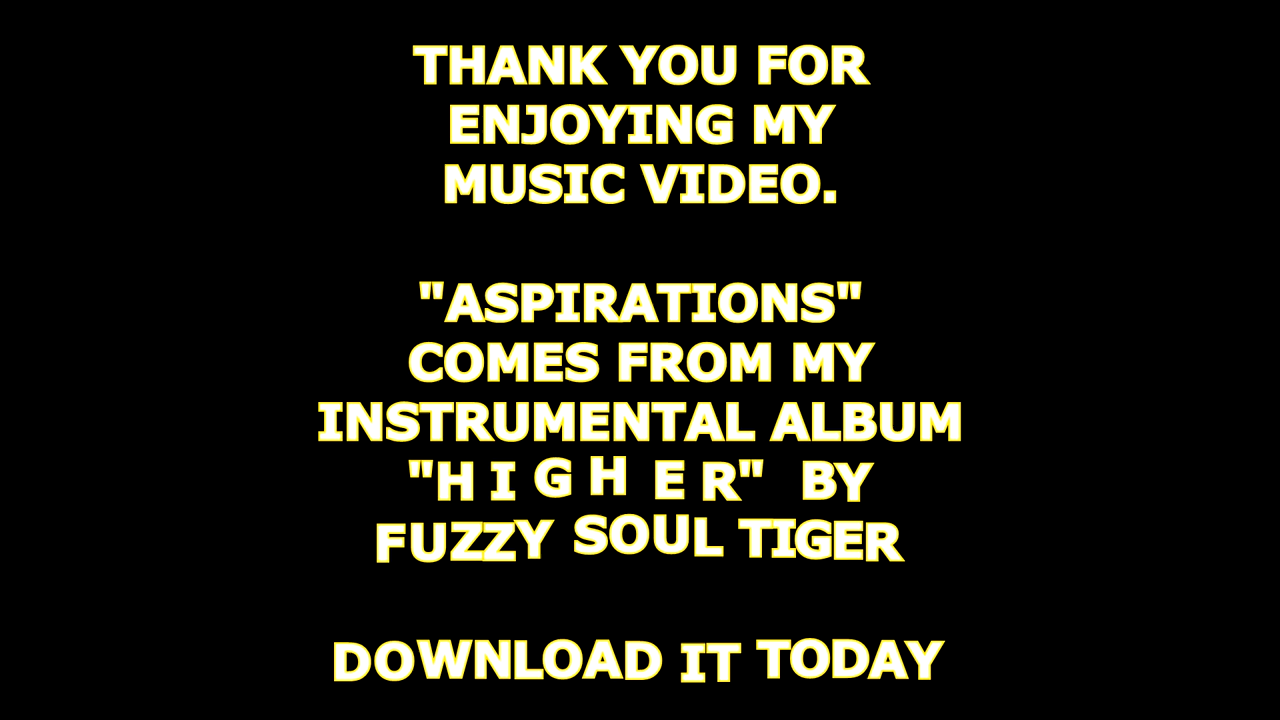 THANK YOU FOR
ENJOYING MY
MUSIC VIDEO.
"ASPIRATIONS"
COMES FROM MY
INSTRUMENTAL ALBUM
"H I G H E R"  BY
FUZZY SOUL TIGER
DOWNLOAD IT TODAY